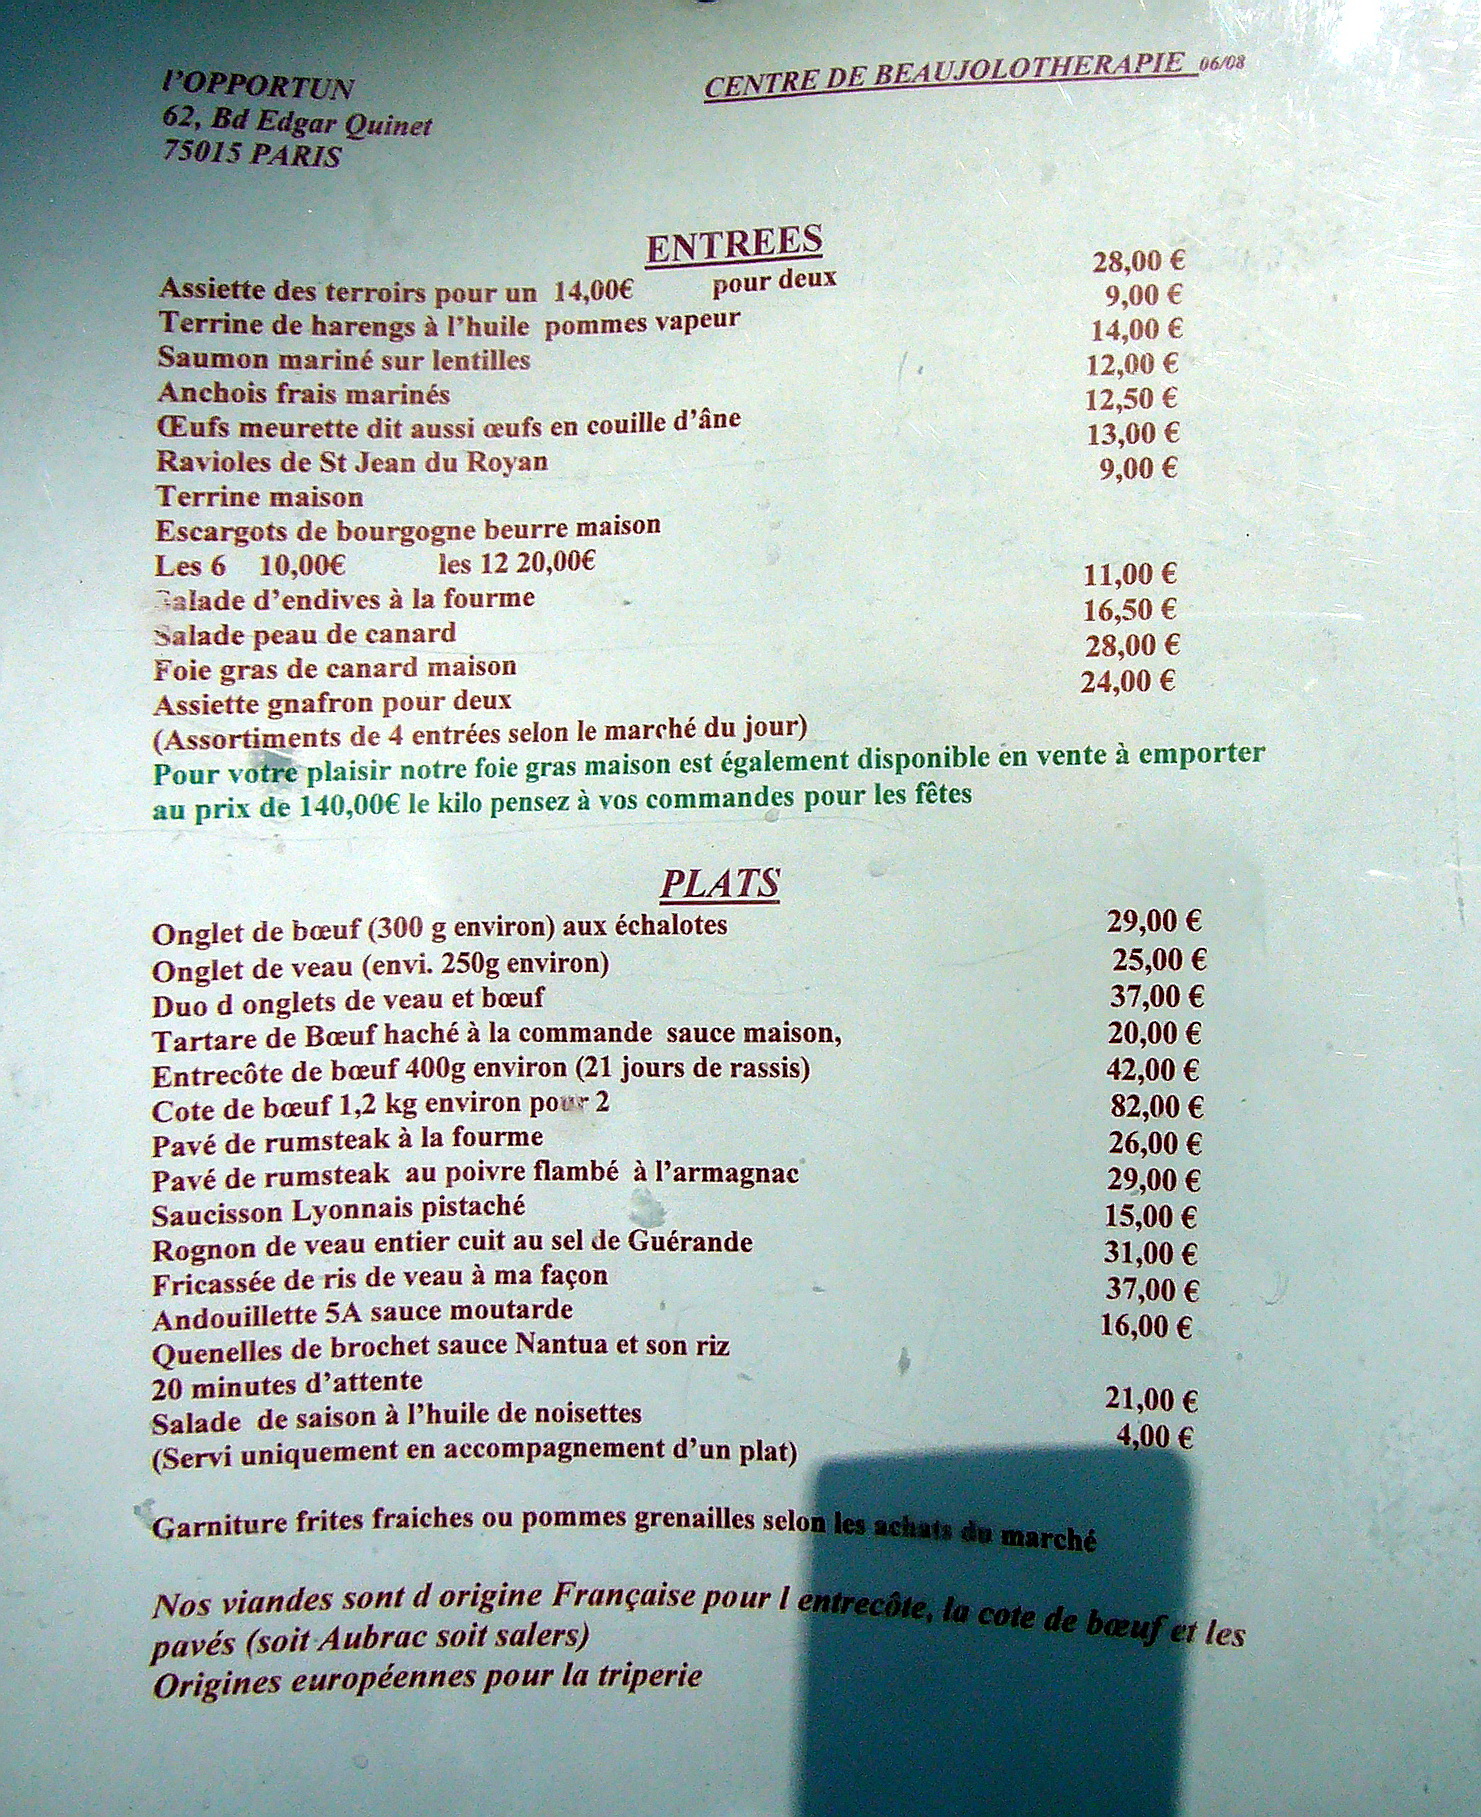 l'OPPORTUN
62, Bd Edgar Quinet
75015 PARIS
CENTRE DE BEAUJOLOTHERAPIE 06/08
ENTREES
Assiette des terroirs pour un 14,00€ pour deux 28,00 €
Terrine de harengs à l'huile pommes vapeur 9,00 €
Saumon mariné sur lentilles 14,00 €
Anchois frais marinés 12,00 €
Œufs meurette dit aussi œufs en couille d'âne 12,50 €
Ravioles de St Jean du Royan 13,00 €
Terrine maison 9,00 €
Escargots de bourgogne beurre maison
Les 6 10,00€ les 12 20,00€
Salade d'endives à la fourme 11,00 €
Salade peau de canard 16,50 €
Foie gras de canard maison 28,00 €
Assiette gnafron pour deux 24,00 €
(Assortiments de 4 entrées selon le marché du jour)
Pour votre plaisir notre foie gras maison est également disponible en vente à emporter
au prix de 140,00€ le kilo pensez à vos commandes pour les fêtes
PLATS
Onglet de bœuf (300 g environ) aux échalotes 29,00 €
Onglet de veau (envi. 250g environ) 25,00 €
Duo d onglets de veau et bœuf 37,00 €
Tartare de Bœuf haché à la commande sauce maison, 20,00 €
Entrecôte de bœuf 400g environ (21 jours de rassis) 42,00 €
Cote de bœuf 1,2 kg environ pour 2 82,00 €
Pavé de rumsteak à la fourme 26,00 €
Pavé de rumsteak au poivre flambé à l'armagnac 29,00 €
Saucisson Lyonnais pistaché 15,00 €
Rognon de veau entier cuit au sel de Guérande 31,00 €
Fricassée de ris de veau à ma façon 37,00 €
Andouillette 5A sauce moutarde 16,00 €
Quenelles de brochet sauce Nantua et son riz
20 minutes d'attente 21,00 €
Salade de saison à l'huile de noisettes 4,00 €
(Servi uniquement en accompagnement d'un plat)
Garniture frites fraiches ou pommes grenailles selon les achats du marché
Nos viandes sont d origine Française pour l entrecôte, la cote de bœuf et les
pavés (soit Aubrac soit salers)
Origines européennes pour la triperie